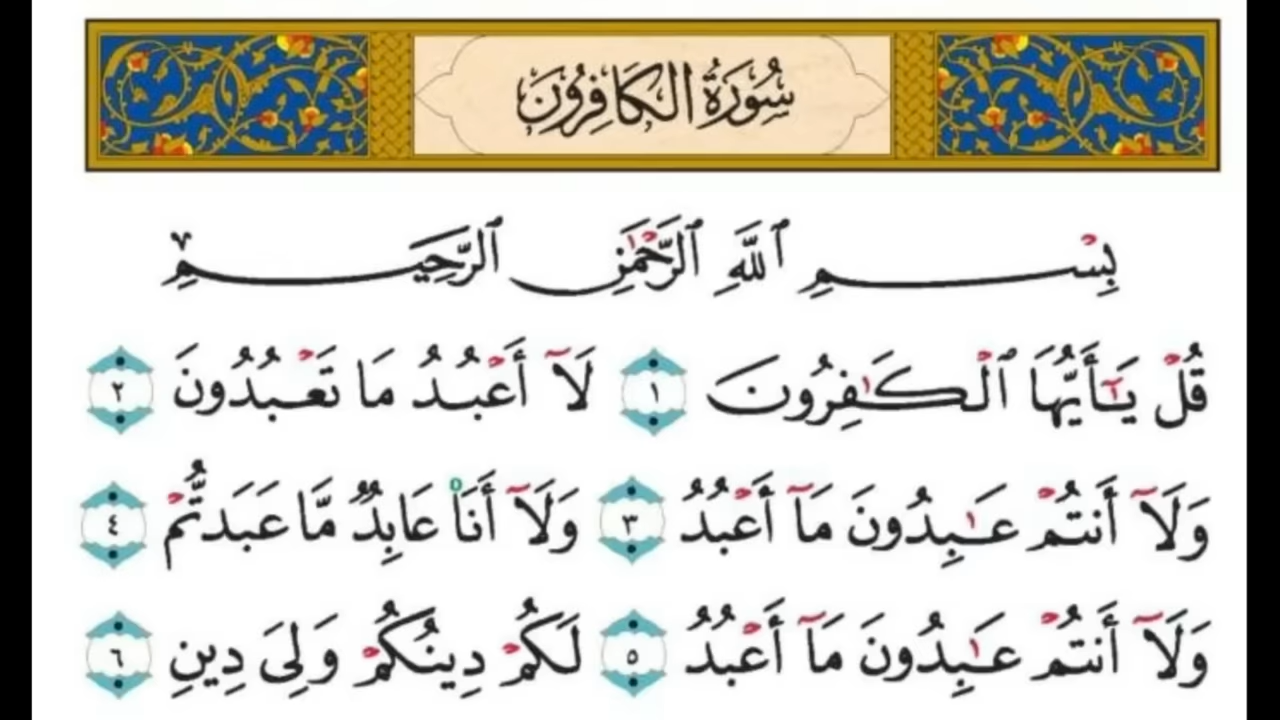 سُورَةُ الكَافِرُونَ
بِسۡمِ ٱللَّهِ ٱلرَّحۡمَٰنِ ٱلرَّحِيمِ
قُلۡ يَٰٓأَيُّهَا ٱلۡكَٰفِرُونَ ١ لَآ أَعۡبُدُ مَا تَعۡبُدُونَ ٢
وَلَآ أَنتُمۡ عَٰبِدُونَ مَآ أَعۡبُدُ ٣ وَلَآ أَنَا۠ عَابِدٌ مَّا عَبَدتُّمۡ ٤
وَلَآ أَنتُمۡ عَٰبِدُونَ مَآ أَعۡبُدُ ٥ لَكُمۡ دِينُكُمۡ وَلِيَ دِينِ ٦